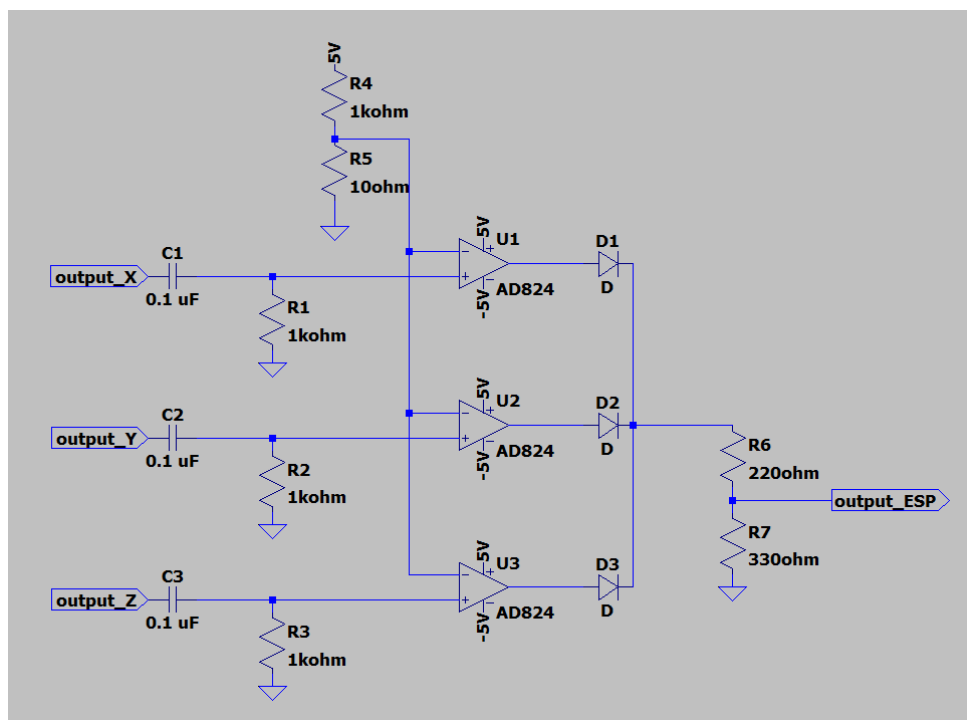 5V
R4
1kohm
R5
10ohm
5V
U1
+
C1
output_X
-
+
-
D1
D
0.1 uF
R1
1kohm
-5V
AD824
5V
U2
+
C2
output_Y
-
+
-
D2
D
0.1 uF
R2
1kohm
-5V
AD824
R6
220ohm
output_ESP
R7
330ohm
5V
U3
+
C3
output_Z
-
+
-
D3
D
0.1 uF
R3
1kohm
-5V
AD824